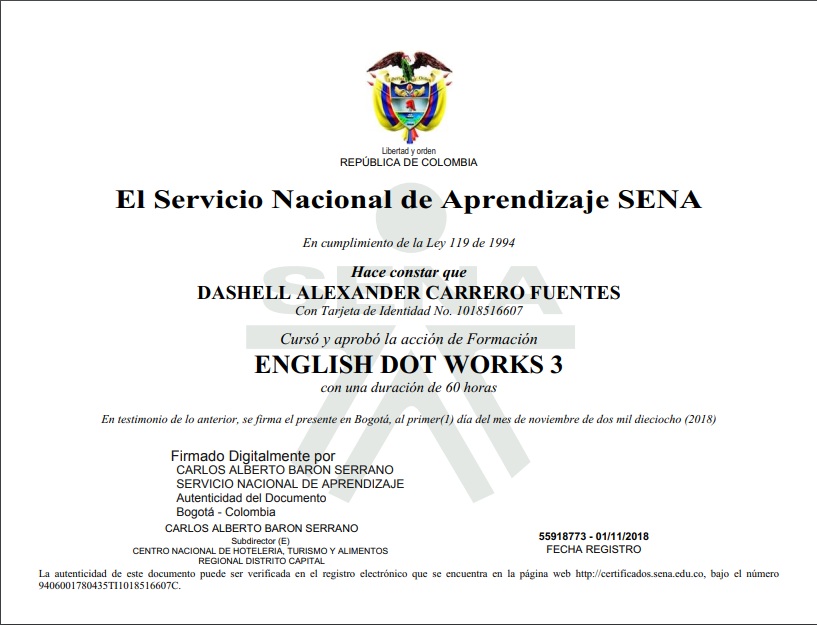 Libertad y orden
REPÚBLICA DE COLOMBIA
El Servicio Nacional de Aprendizaje SENA
En cumplimiento de la Ley 119 de 1994
SENA
Hace constar que
DASHELL ALEXANDER CARRERO FUENTES
Con Tarjeta de Identidad No. 1018516607
Cursó y aprobó la acción de Formación
ENGLISH DOT WORKS 3
con una duración de 60 horas
En testimonio de lo anterior, se firma el presente en Bogotá, al primer(1) día del mes de noviembre de dos mil dieciocho (2018)
Firmado Digitalmente por
CARLOS ALBERTO BARON SERRANO
SERVICIO NACIONAL DE APRENDIZAJE
Autenticidad del Documento
Bogotá - Colombia
CARLOS ALBERTO BARON SERRANO
Subdirector (E)
CENTRO NACIONAL DE HOTELERIA, TURISMO Y ALIMENTOS
REGIONAL DISTRITO CAPITAL
55918773 - 01/11/2018
FECHA REGISTRO
La autenticidad de este documento puede ser verificada en el registro electrónico que se encuentra en la página web http://certificados.sena.edu.co, bajo el número
9406001780435TI1018516607C.